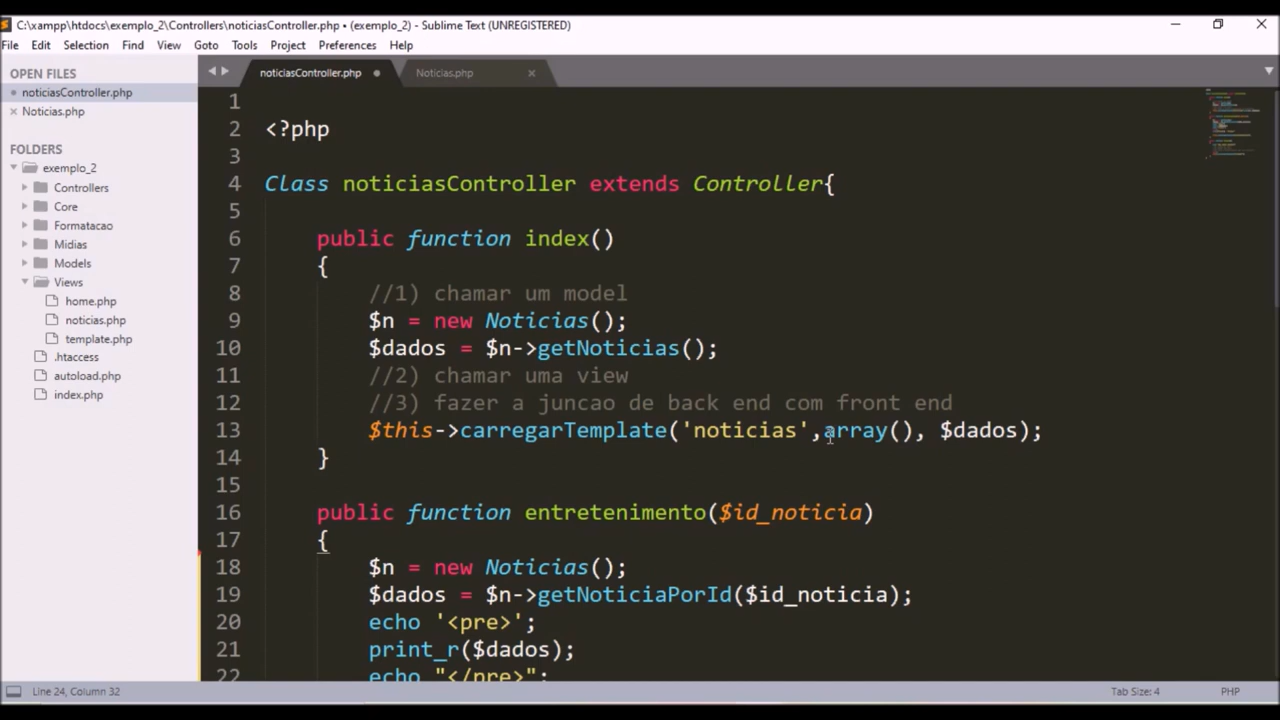 C:\xampp\htdocs\exemplo_2\Controllers\noticiasController.php • (exemplo_2) - Sublime Text (UNREGISTERED)
File Edit Selection Find View Goto Tools Project Preferences Help
OPEN FILES
noticiasController.php
Noticias.php
FOLDERS
exemplo_2
Controllers
Core
Formatacao
Midias
Models
Views
home.php
noticias.php
template.php
.htaccess
autoload.php
index.php
noticiasController.php Noticias.php
1
2 <?php
3
4 Class noticiasController extends Controller{
5
6 public function index()
7 {
8 //1) chamar um model
9 $n = new Noticias();
10 $dados = $n->getNoticias();
11 //2) chamar uma view
12 //3) fazer a juncao de back end com front end
13 $this->carregarTemplate('noticias',array(), $dados);
14 }
15
16 public function entretenimento($id_noticia)
17 {
18 $n = new Noticias();
19 $dados = $n->getNoticiaPorId($id_noticia);
20 echo '<pre>';
21 print_r($dados);
22 echo "</pre>";
Line 24, Column 32 Tab Size: 4 PHP